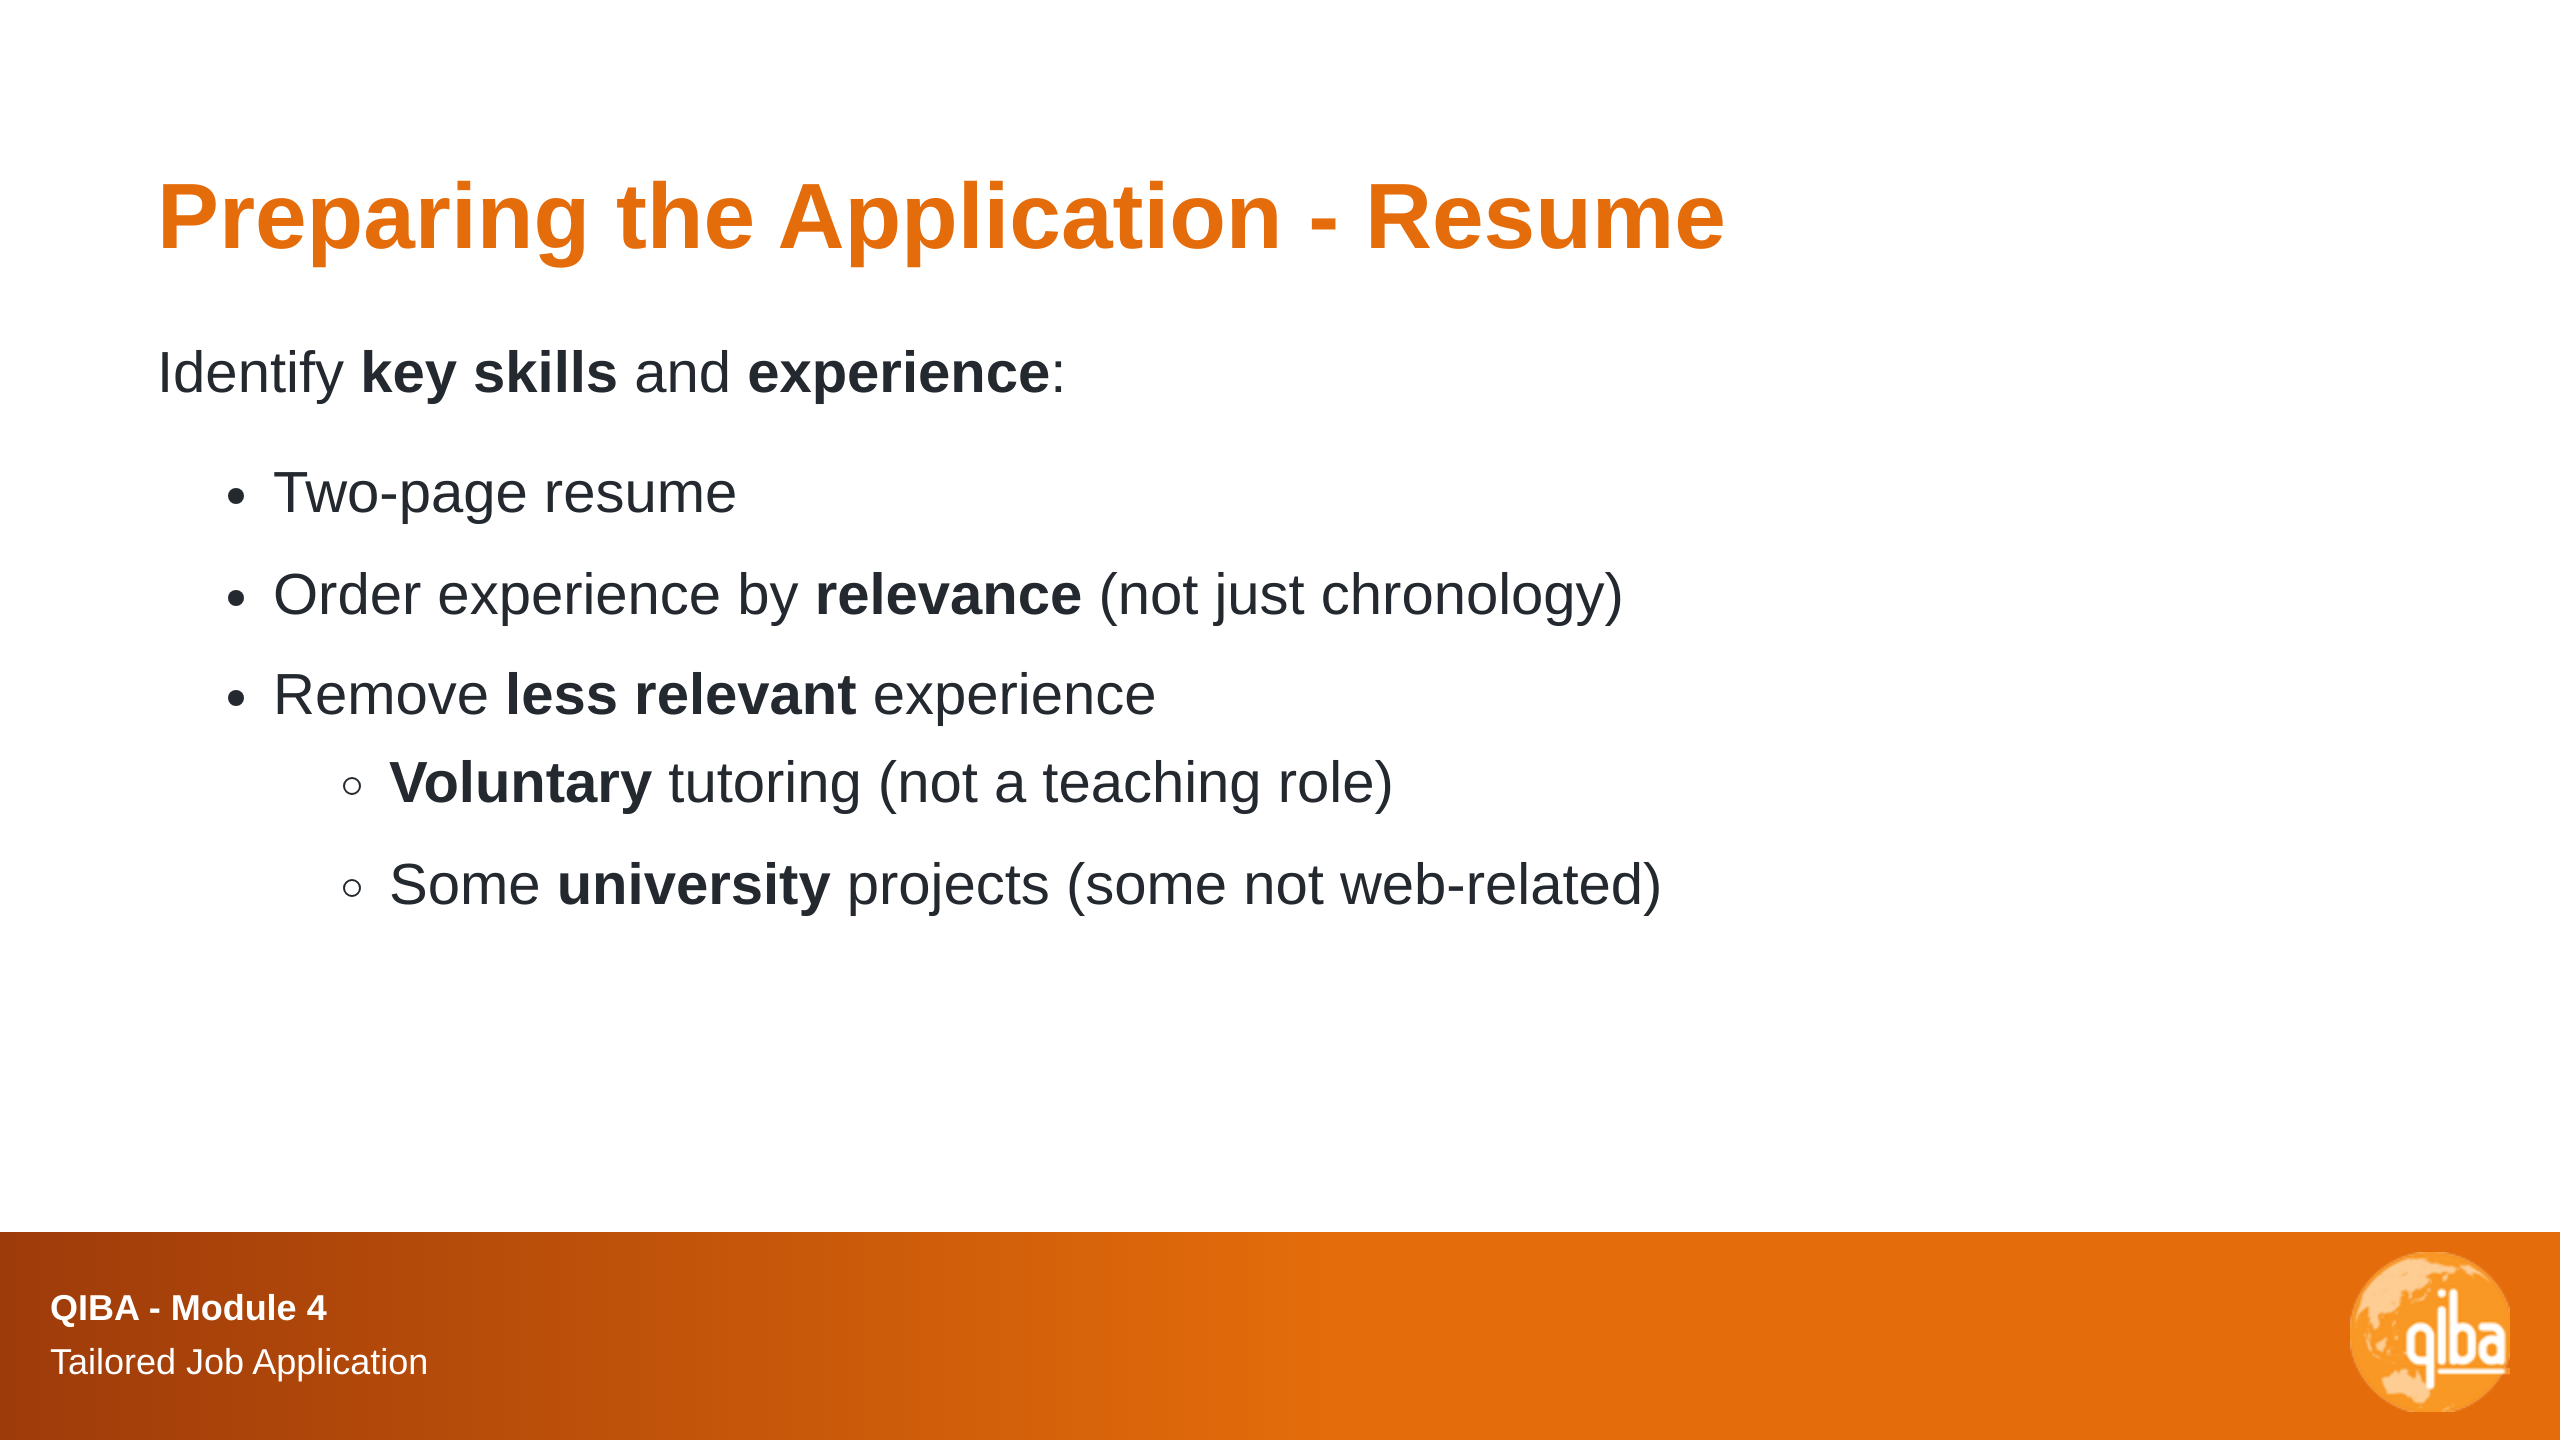 Preparing the Application - Resume
Identify key skills and experience:
Two-page resume
Order experience by relevance (not just chronology)
Remove less relevant experience
Voluntary tutoring (not a teaching role)
Some university projects (some not web-related)
QIBA - Module 4
Tailored Job Application
qiba